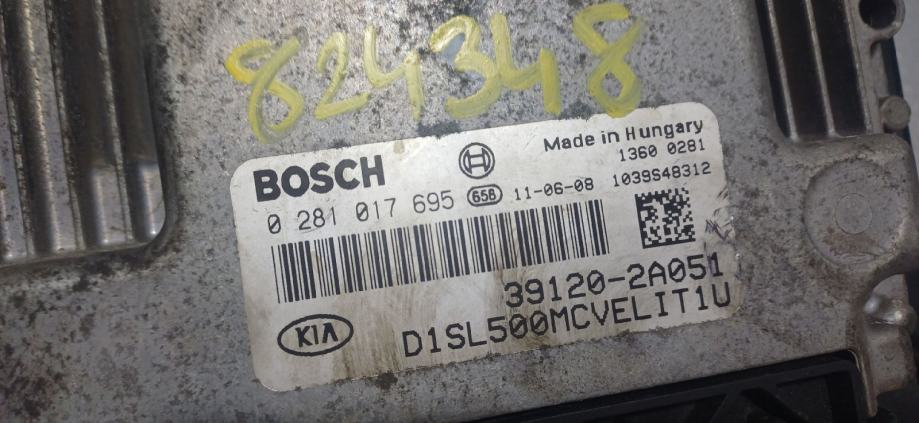 824348
Made in Hungary
BOSCH
1360 0281
0 281 017 695 658 11-06-08 1039S48312
39120-2A051
KIA
D1SL500MCVELIT1U